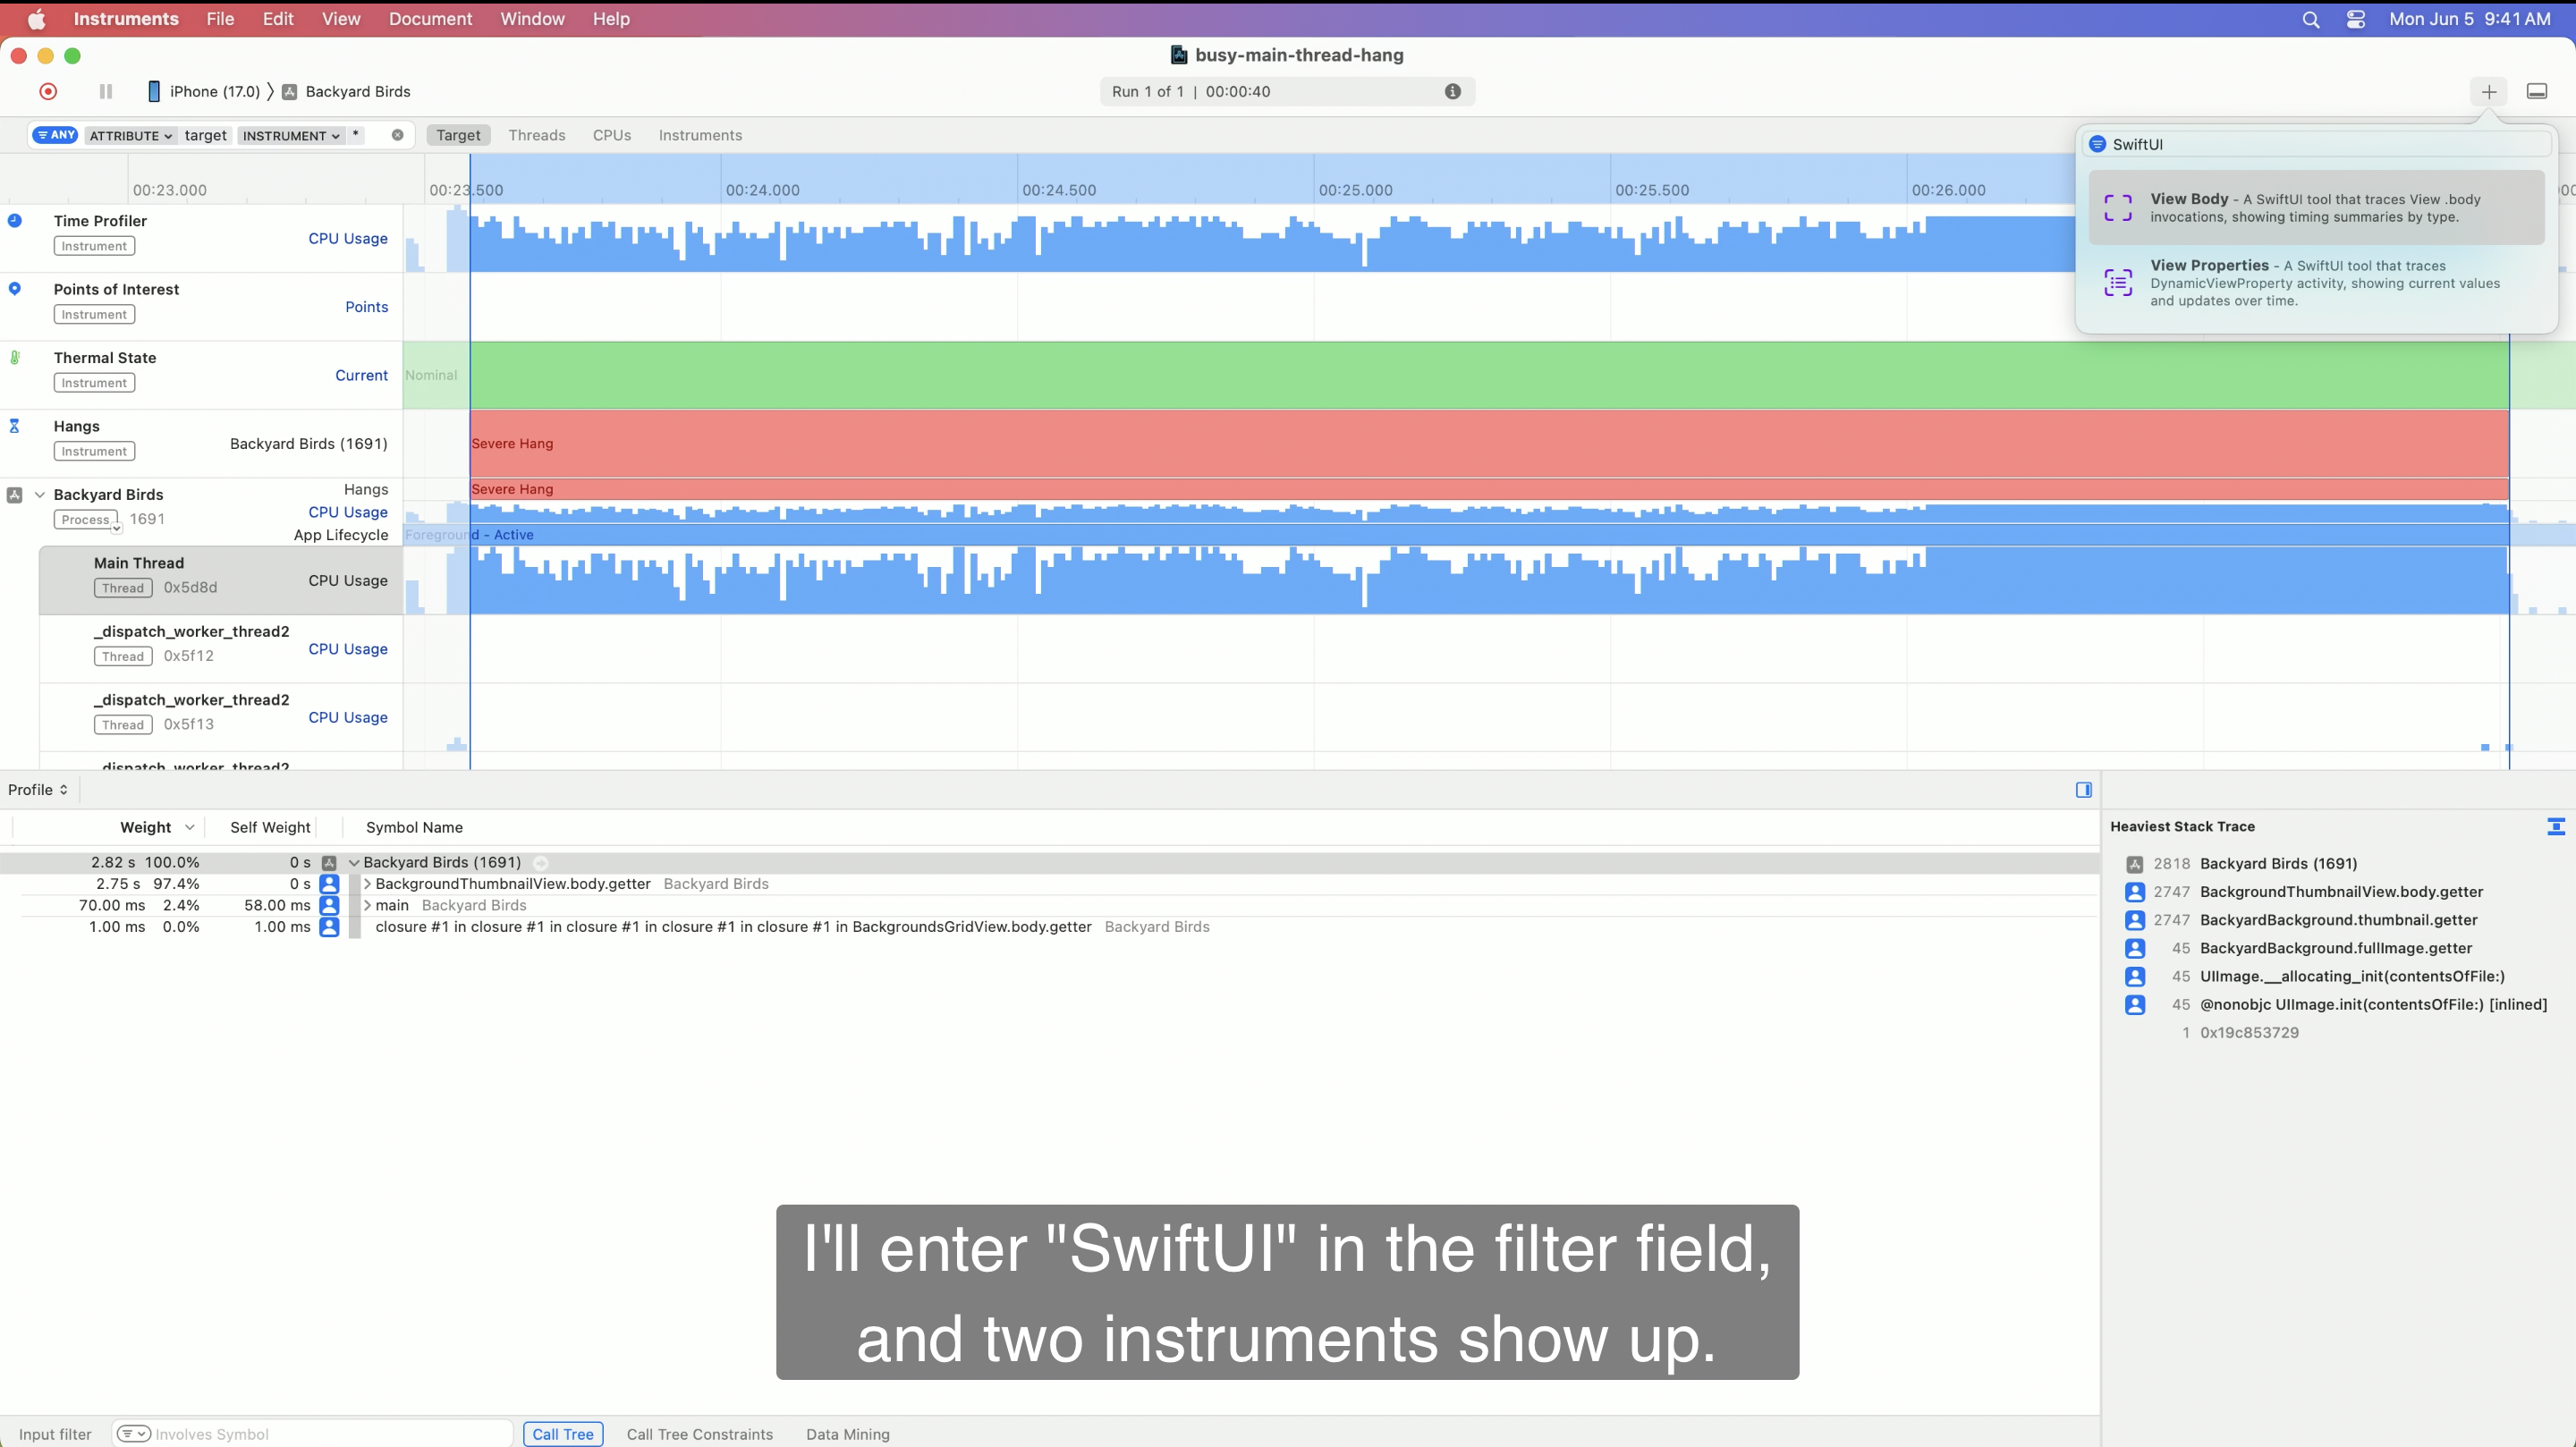 Instruments File Edit View Document Window Help
Mon Jun 5 9:41 AM
busy-main-thread-hang
iPhone (17.0) Backyard Birds
Run 1 of 1 | 00:00:40
ANY ATTRIBUTE target INSTRUMENT *
Target Threads CPUs Instruments
SwiftUI
View Body - A SwiftUI tool that traces View .body
invocations, showing timing summaries by type.
View Properties - A SwiftUI tool that traces
DynamicViewProperty activity, showing current values
and updates over time.
00:23.000 00:23.500 00:24.000 00:24.500 00:25.000 00:25.500 00:26.000
Time Profiler
Instrument
CPU Usage
Points of Interest
Instrument
Points
Thermal State
Instrument
Current
Nominal
Hangs
Instrument
Backyard Birds (1691)
Severe Hang
Backyard Birds
Process 1691
Hangs
Severe Hang
CPU Usage
App Lifecycle
Foreground - Active
Main Thread
Thread 0x5d8d
CPU Usage
_dispatch_worker_thread2
Thread 0x5f12
CPU Usage
_dispatch_worker_thread2
Thread 0x5f13
CPU Usage
_dispatch_worker_thread2
Profile
Weight Self Weight Symbol Name
2.82 s 100.0% 0 s Backyard Birds (1691)
2.75 s 97.4% 0 s BackgroundThumbnailView.body.getter Backyard Birds
70.00 ms 2.4% 58.00 ms main Backyard Birds
1.00 ms 0.0% 1.00 ms closure #1 in closure #1 in closure #1 in closure #1 in closure #1 in BackgroundsGridView.body.getter Backyard Birds
Heaviest Stack Trace
2818 Backyard Birds (1691)
2747 BackgroundThumbnailView.body.getter
2747 BackyardBackground.thumbnail.getter
45 BackyardBackground.fullImage.getter
45 UIImage.__allocating_init(contentsOfFile:)
45 @nonobjc UIImage.init(contentsOfFile:) [inlined]
1 0x19c853729
I'll enter "SwiftUI" in the filter field,
and two instruments show up.
Input filter Involves Symbol Call Tree Call Tree Constraints Data Mining